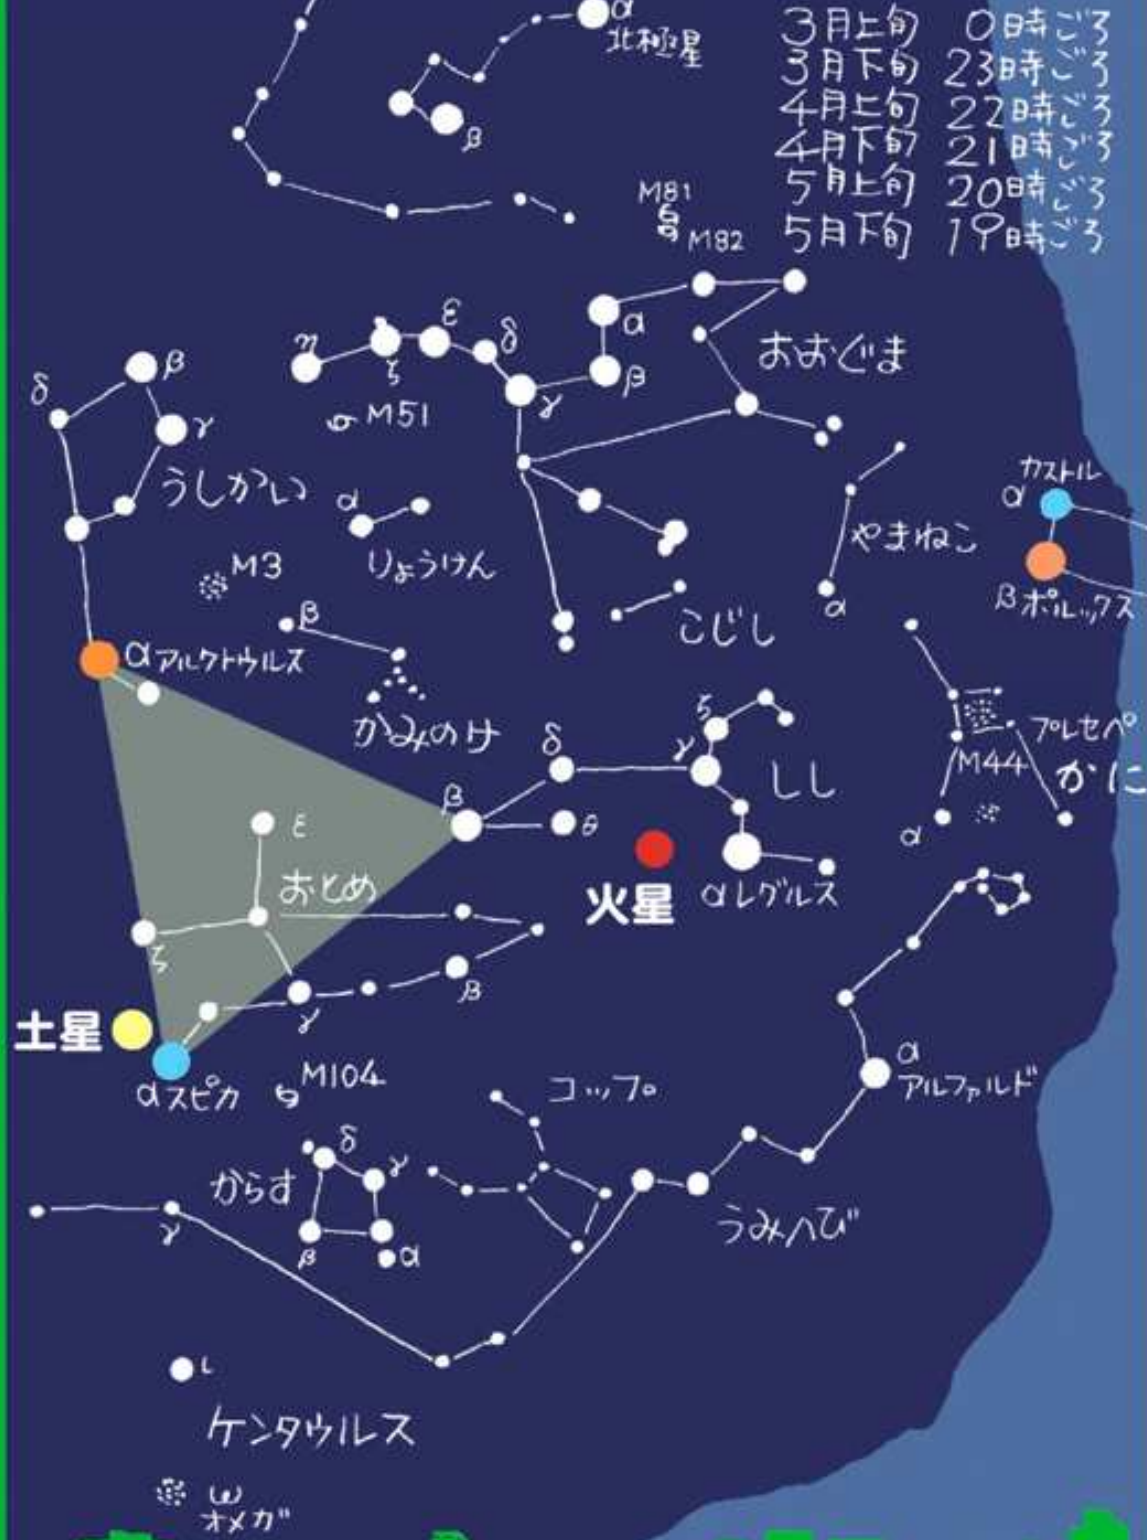 α
北極星
β
3月上旬 0時ごろ
3月下旬 23時ごろ
4月上旬 22時ごろ
4月下旬 21時ごろ
5月上旬 20時ごろ
5月下旬 19時ごろ
M81
M82
η
ζ
ε
δ
γ
α
β
おおぐま
M51
δ
β
γ
うしかい
α
りょうけん
M3
やまねこ
α
カストル
α
βポルックス
こじし
αアルクトウルス
β
かみのけ
プレセペ
M44
かに
α
β
δ
θ
γ
ζ
しし
火星
αレグルス
ε
おとめ
ζ
γ
β
土星
αスピカ
M104
コップ
α
アルファルド
からす
δ
γ
β
α
うみへび
γ
ι
ケンタウルス
ω
オメガ